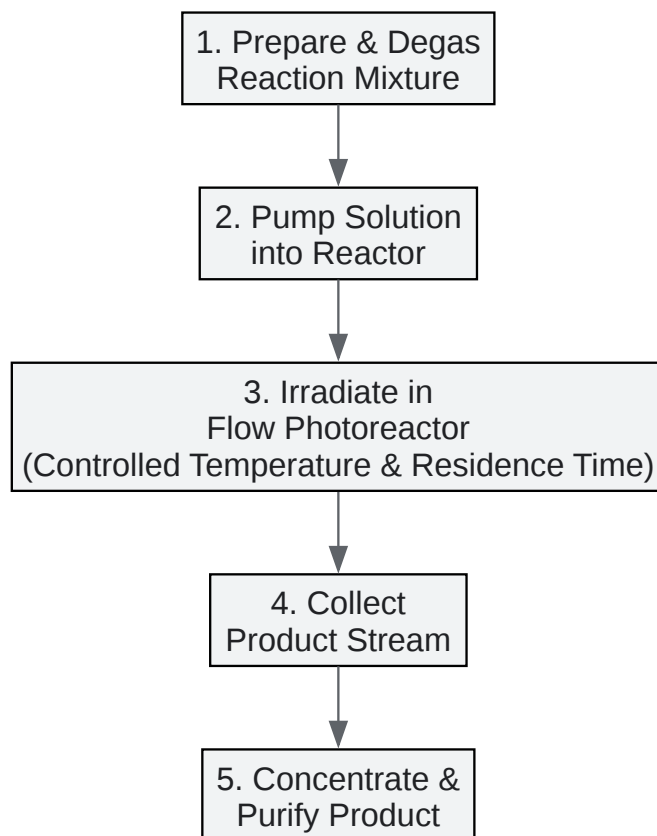 1. Prepare & Degas
Reaction Mixture
2. Pump Solution
into Reactor
3. Irradiate in
Flow Photoreactor
(Controlled Temperature & Residence Time)
4. Collect
Product Stream
5. Concentrate &
Purify Product